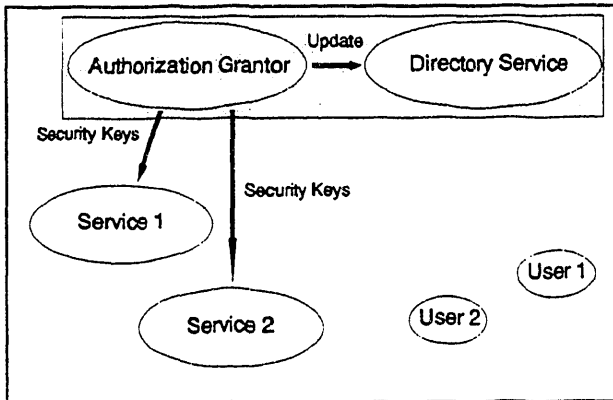 Update
Authorization Grantor
Directory Service
Security Keys
Security Keys
Service 1
User 1
Service 2
User 2